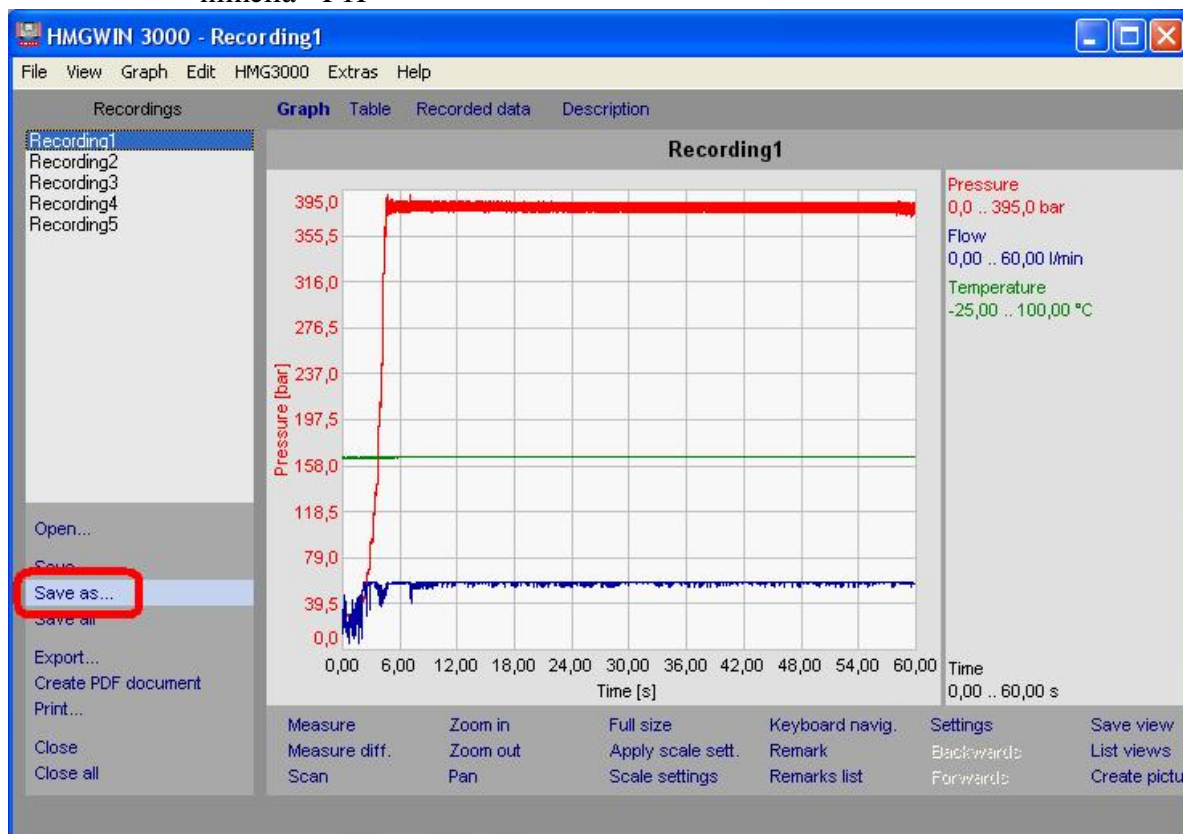 HMGWIN 3000 - Recording1
File View Graph Edit HMG3000 Extras Help
Recordings
Recording1
Recording2
Recording3
Recording4
Recording5
Open...
Save
Save as...
Save all
Export...
Create PDF document
Print...
Close
Close all
Graph Table Recorded data Description
Recording1
Pressure [bar]
395,0
355,5
316,0
276,5
237,0
197,5
158,0
118,5
79,0
39,5
0,0
0,00 6,00 12,00 18,00 24,00 30,00 36,00 42,00 48,00 54,00 60,00
Time [s]
Pressure
0,0 .. 395,0 bar
Flow
0,00 .. 60,00 l/min
Temperature
-25,00 .. 100,00 °C
Time
0,00 .. 60,00 s
Measure Zoom in Full size Keyboard navig. Settings Save view
Measure diff. Zoom out Apply scale sett. Remark Backwards List views
Scan Pan Scale settings Remarks list Forwards Create pictu